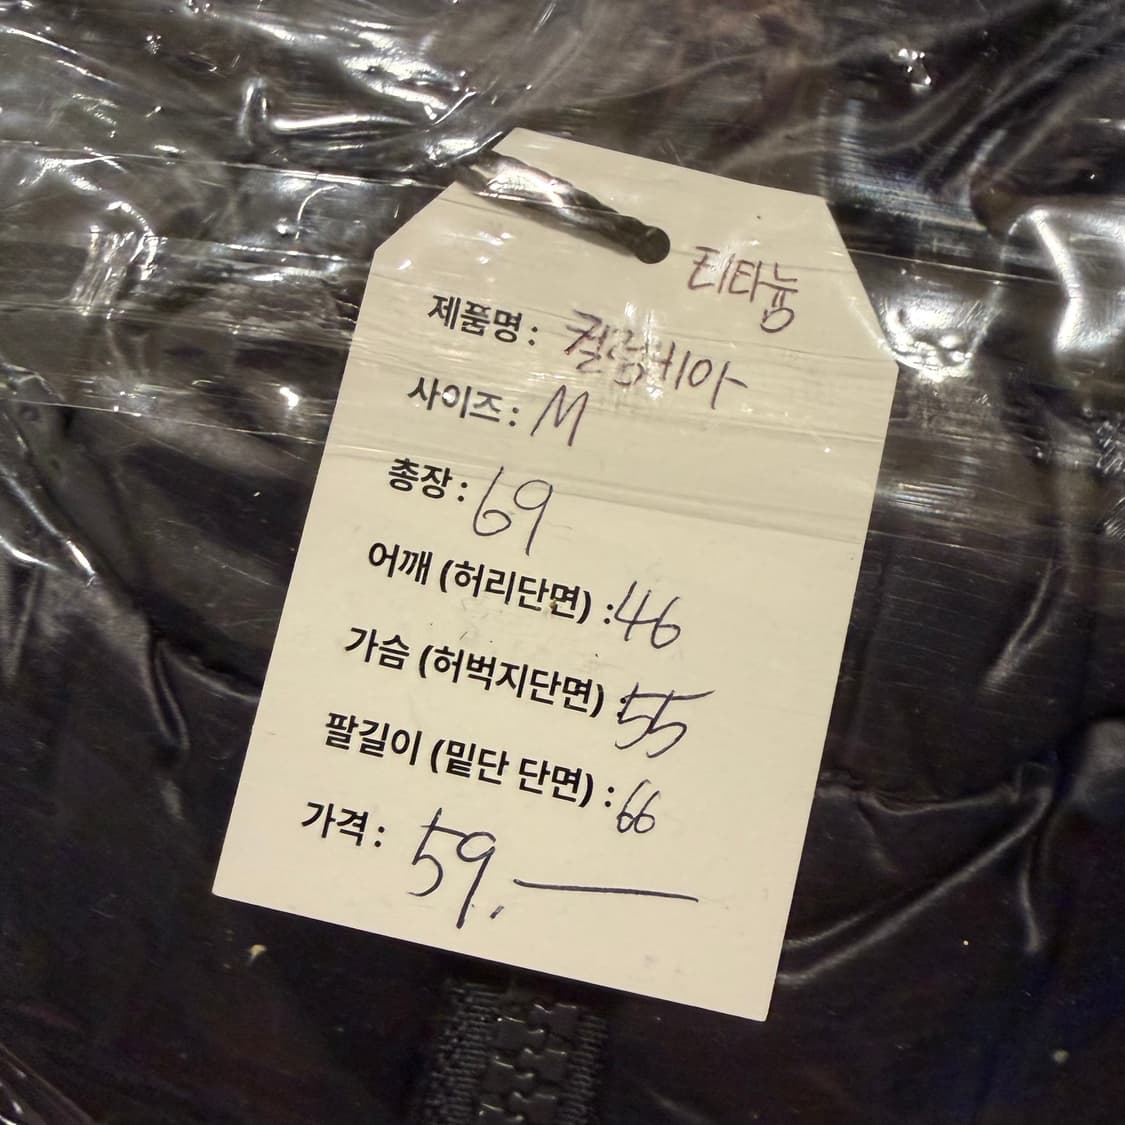 티타늄
제품명 : 컬럼비아
사이즈 : M
총장 : 69
어깨 (허리단면) : 46
가슴 (허벅지단면) : 55
팔길이 (밑단 단면) : 66
가격 : 59,—